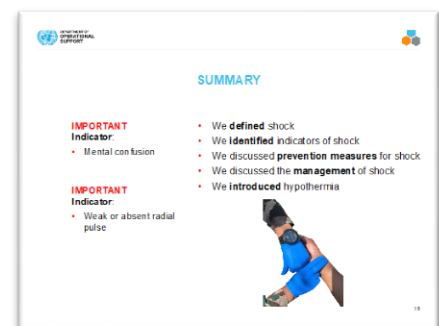 DEPARTMENT OF
OPERATIONAL
SUPPORT
SUMMARY
IMPORTANT
Indicator:
• Mental confusion
IMPORTANT
Indicator:
• Weak or absent radial
pulse
• We defined shock
• We identified indicators of shock
• We discussed prevention measures for shock
• We discussed the management of shock
• We introduced hypothermia